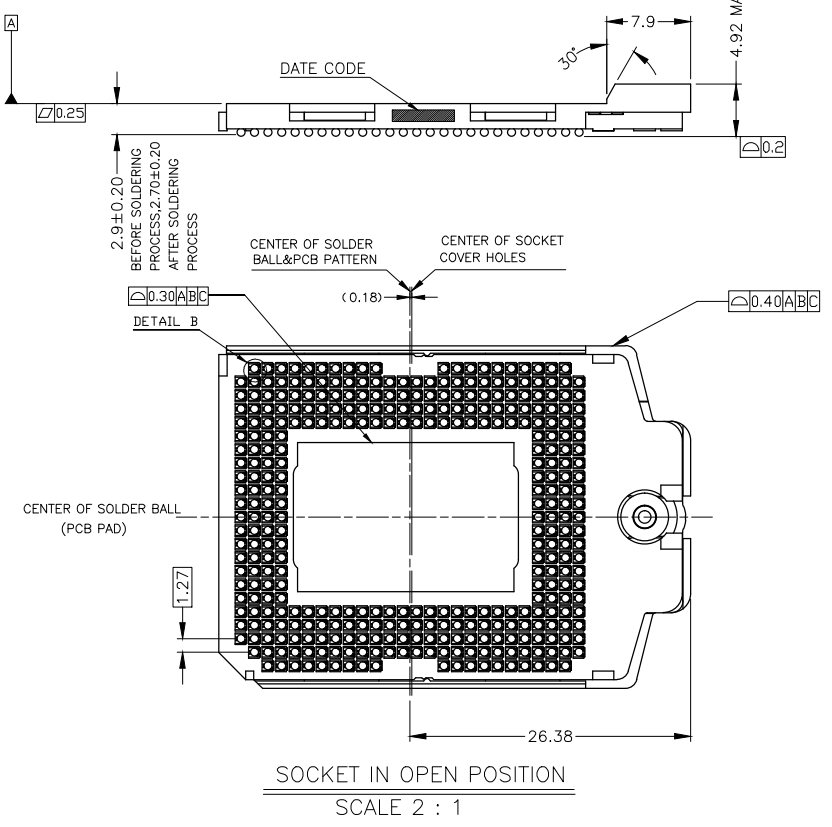 A
7.9
30°
4.92 MA
DATE CODE
0.25
0.2
2.9±0.20
BEFORE SOLDERING
PROCESS,2.70±0.20
AFTER SOLDERING
PROCESS
CENTER OF SOLDER
BALL&PCB PATTERN
CENTER OF SOCKET
COVER HOLES
0.30 A B C
(0.18)
0.40 A B C
DETAIL B
CENTER OF SOLDER BALL
(PCB PAD)
1.27
26.38
SOCKET IN OPEN POSITION
SCALE 2 : 1